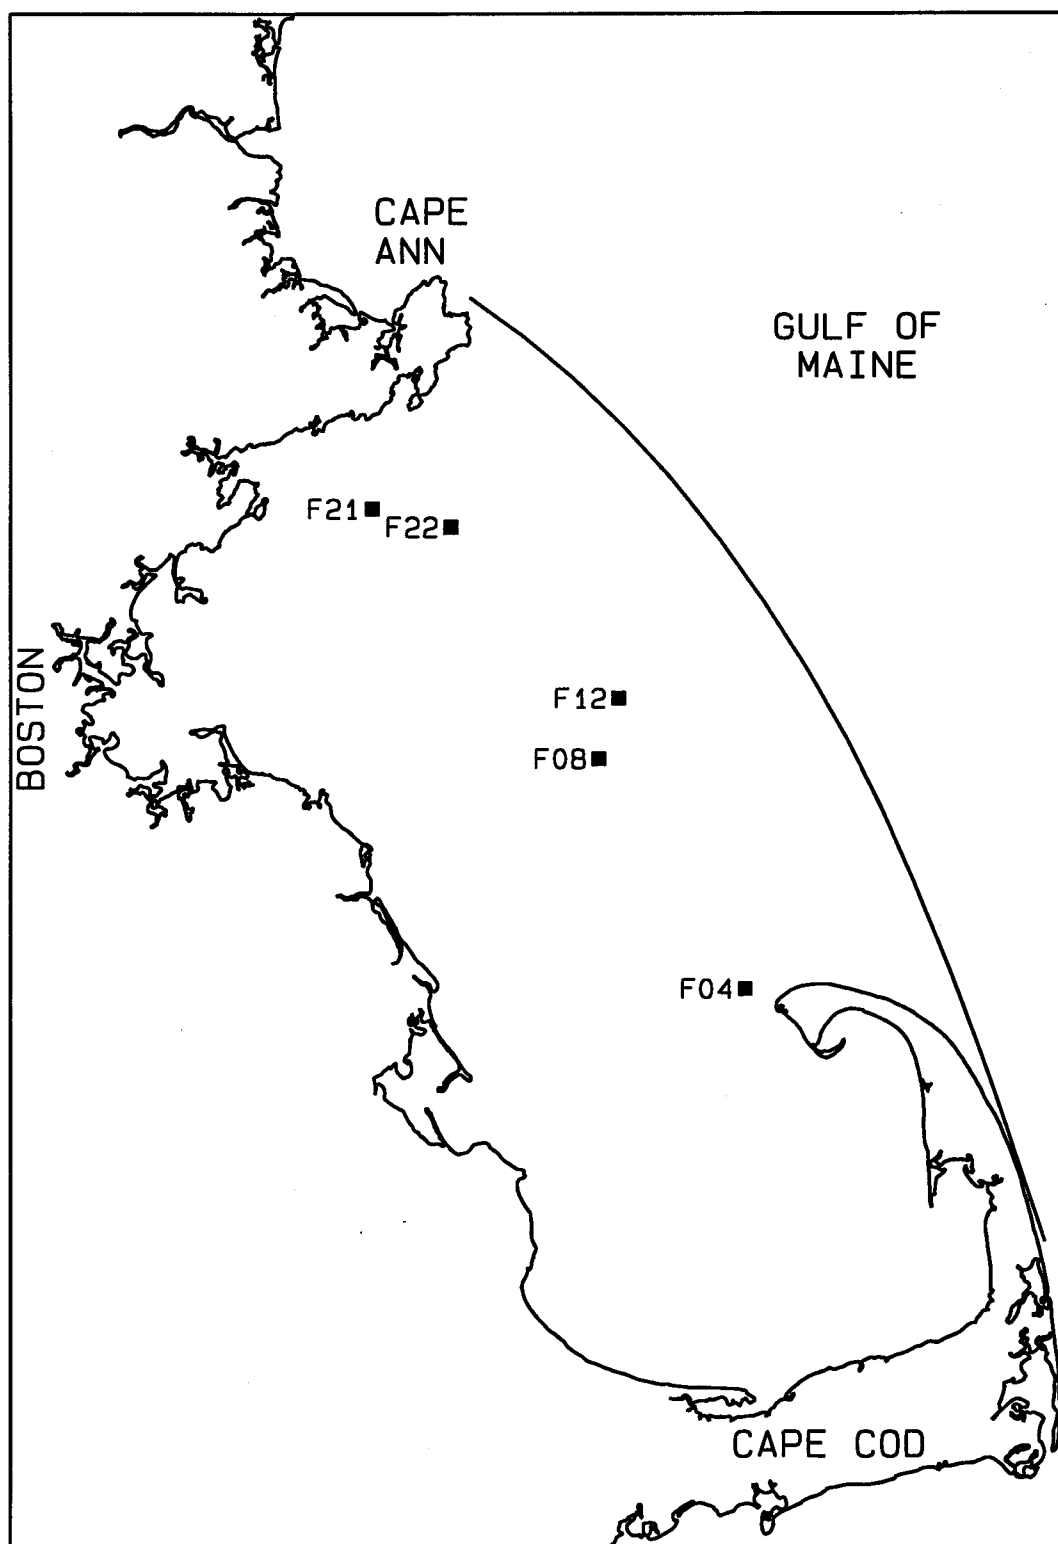 CAPE
ANN
GULF OF
MAINE
F21
F22
BOSTON
F12
F08
F04
CAPE COD